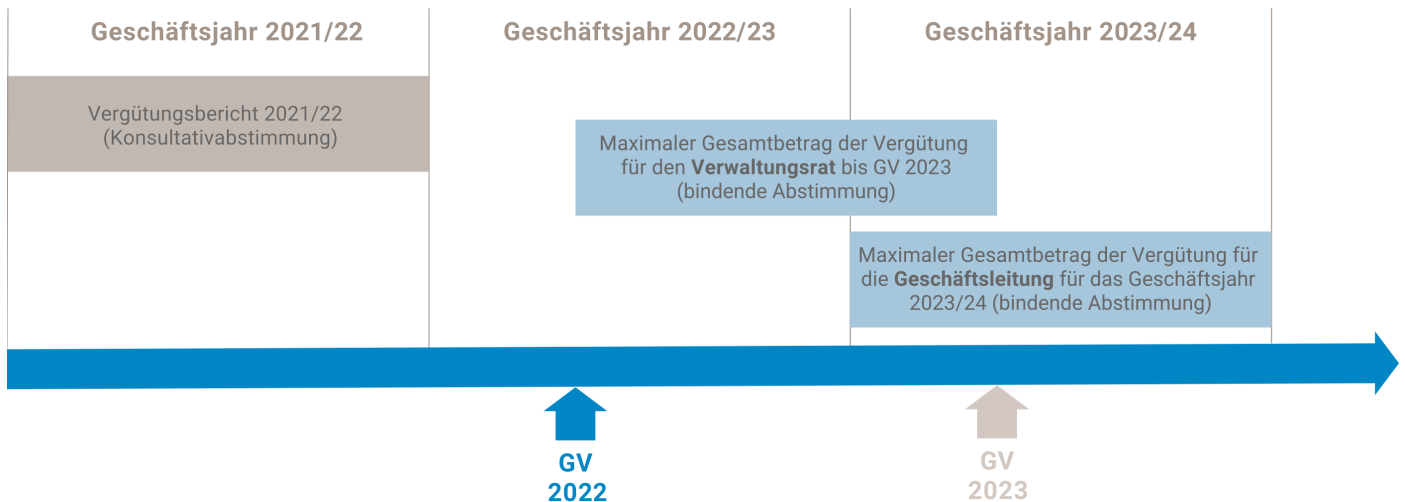 Geschäftsjahr 2021/22
Geschäftsjahr 2022/23
Geschäftsjahr 2023/24
Vergütungsbericht 2021/22
(Konsultativabstimmung)
Maximaler Gesamtbetrag der Vergütung
für den Verwaltungsrat bis GV 2023
(bindende Abstimmung)
Maximaler Gesamtbetrag der Vergütung für
die Geschäftsleitung für das Geschäftsjahr
2023/24 (bindende Abstimmung)
GV
2022
GV
2023